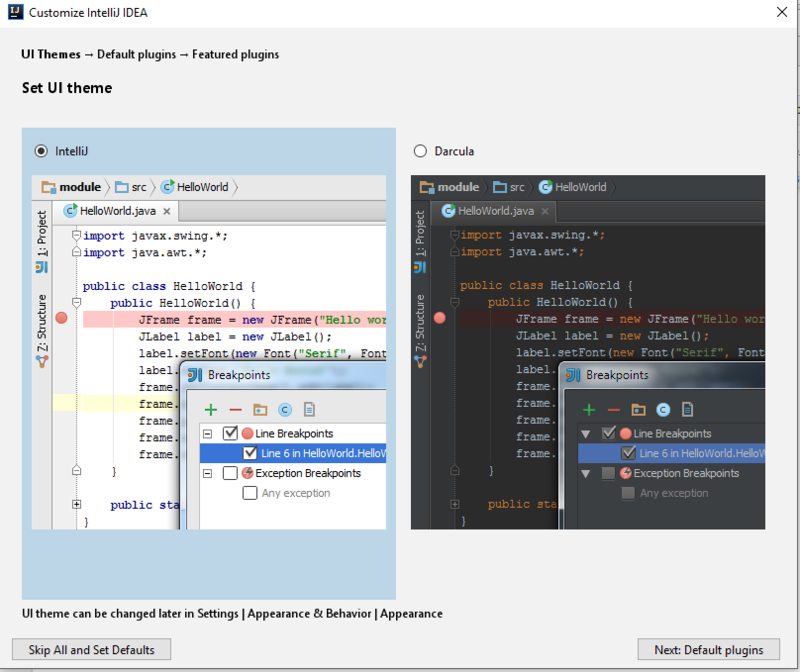 Customize IntelliJ IDEA
UI Themes → Default plugins → Featured plugins
Set UI theme
IntelliJ
module
src
HelloWorld
HelloWorld.java
1: Project
7: Structure
import javax.swing.*;
import java.awt.*;
public class HelloWorld {
public HelloWorld() {
JFrame frame = new JFrame("Hello wor
JLabel label = new JLabel();
label.setFont(new Font("Serif", Font
label.
frame.
frame.
frame.
frame.
frame.
}
public sta
}
Breakpoints
Line Breakpoints
Line 6 in HelloWorld.HelloW
Exception Breakpoints
Any exception
Darcula
module
src
HelloWorld
HelloWorld.java
1: Project
7: Structure
import javax.swing.*;
import java.awt.*;
public class HelloWorld {
public HelloWorld() {
JFrame frame = new JFrame("Hello wor
JLabel label = new JLabel();
label.setFont(new Font("Serif", Font
label.
frame.
frame.
frame.
frame.
frame.
}
public sta
}
Breakpoints
Line Breakpoints
Line 6 in HelloWorld.HelloW
Exception Breakpoints
Any exception
UI theme can be changed later in Settings | Appearance & Behavior | Appearance
Skip All and Set Defaults
Next: Default plugins